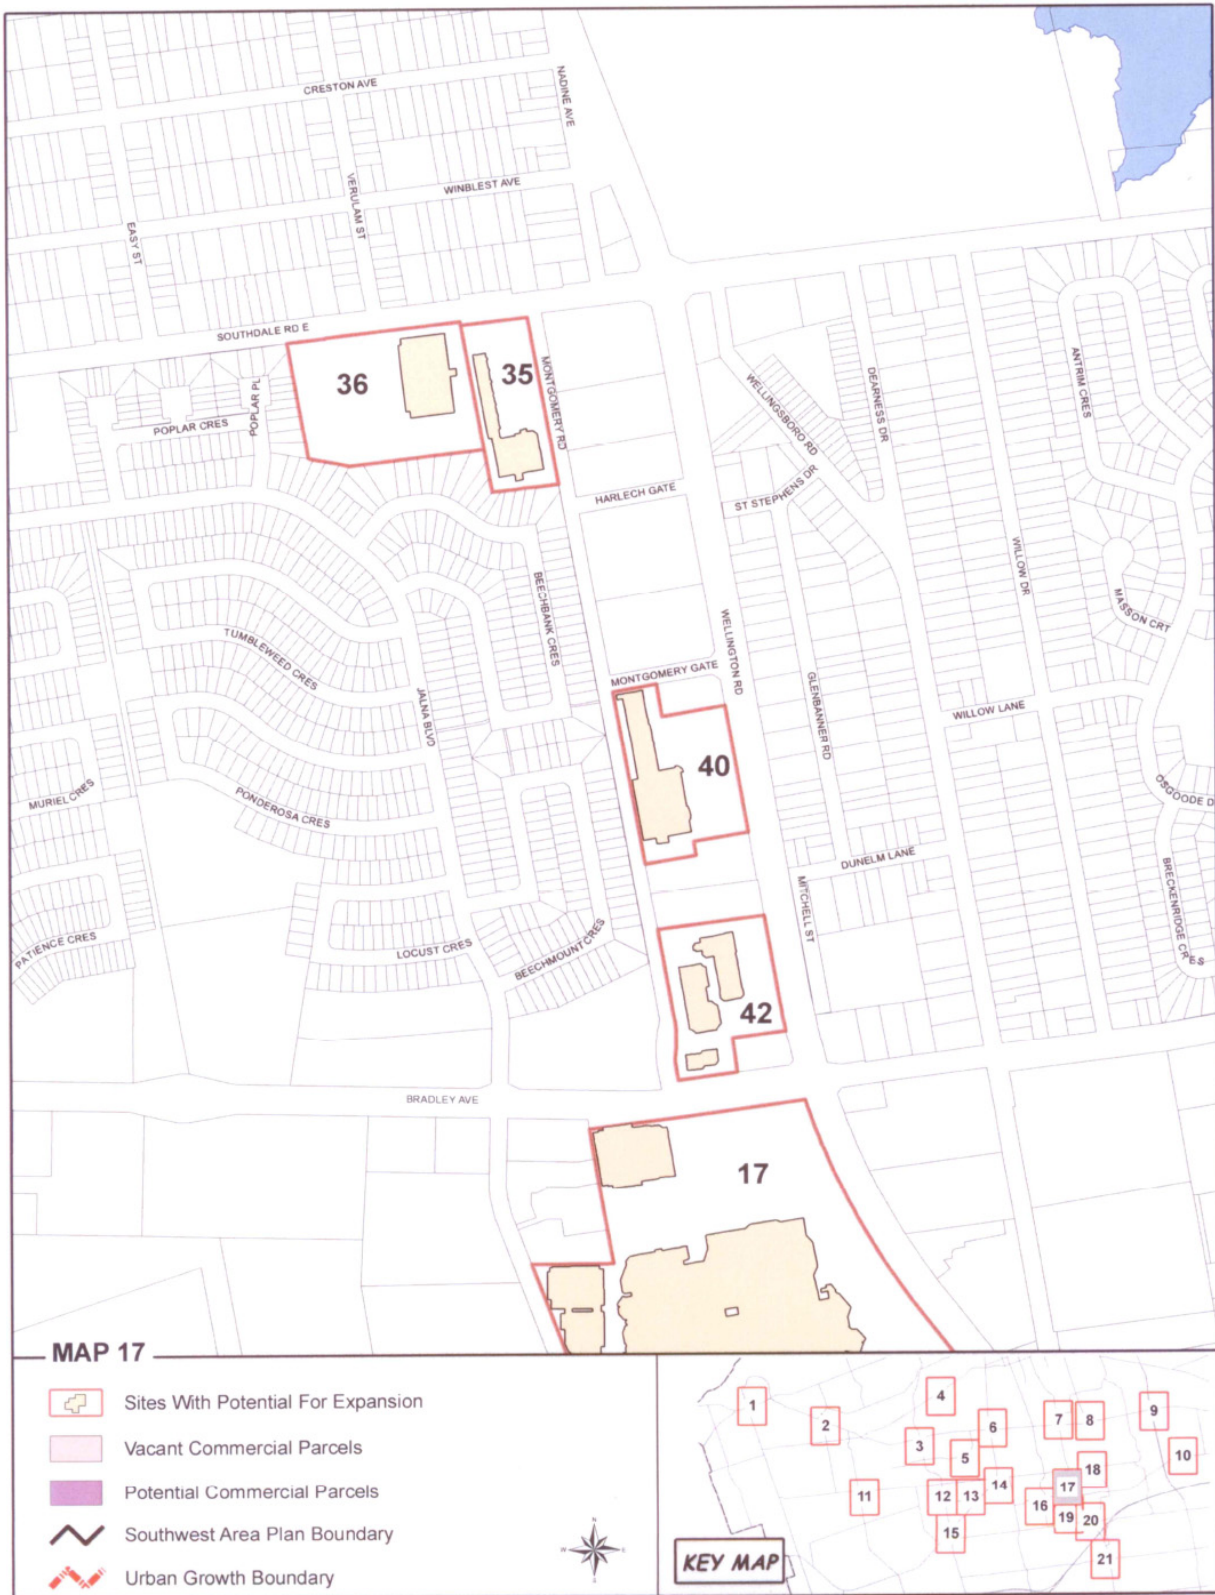 CRESTON AVE
NADINE AVE
VERULAM ST
WINBLEST AVE
EASY ST
SOUTHDALE RD E
36
35
MONTGOMERY RD
POPLAR PL
POPLAR CRES
WELLINGSBORO RD
DEARNESS DR
ANTRIM CRES
HARLECH GATE
ST STEPHENS DR
WILLOW DR
BEECHBANK CRES
MASSON CRT
TUMBLEWEED CRES
WELLINGTON RD
MONTGOMERY GATE
JALNA BLVD
GLENBANNER RD
WILLOW LANE
40
MURIEL CRES
PONDEROSA CRES
OSGOODE D
DUNELM LANE
MITCHELL ST
BRECKENRIDGE CRES
PATIENCE CRES
LOCUST CRES
BEECHMOUNT CRES
42
BRADLEY AVE
17
MAP 17
Sites With Potential For Expansion
Vacant Commercial Parcels
Potential Commercial Parcels
Southwest Area Plan Boundary
Urban Growth Boundary
N
W
E
S
1
2
3
4
5
6
7
8
9
10
11
12
13
14
15
16
17
18
19
20
21
KEY MAP